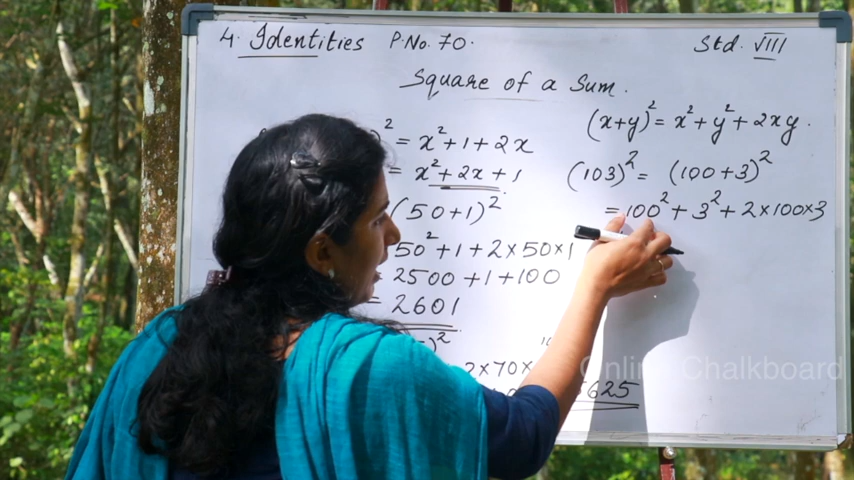 4. Identities P.No. 70. Std. VIII
Square of a Sum.
² = x² + 1 + 2x
= x² + 2x + 1
(50 + 1)²
50² + 1 + 2 × 50 × 1
2500 + 1 + 100
= 2601
)²
2 × 70 ×
5625
(x+y)² = x² + y² + 2xy.
(103)² = (100 + 3)²
= 100² + 3² + 2×100×3
Online Chalkboard